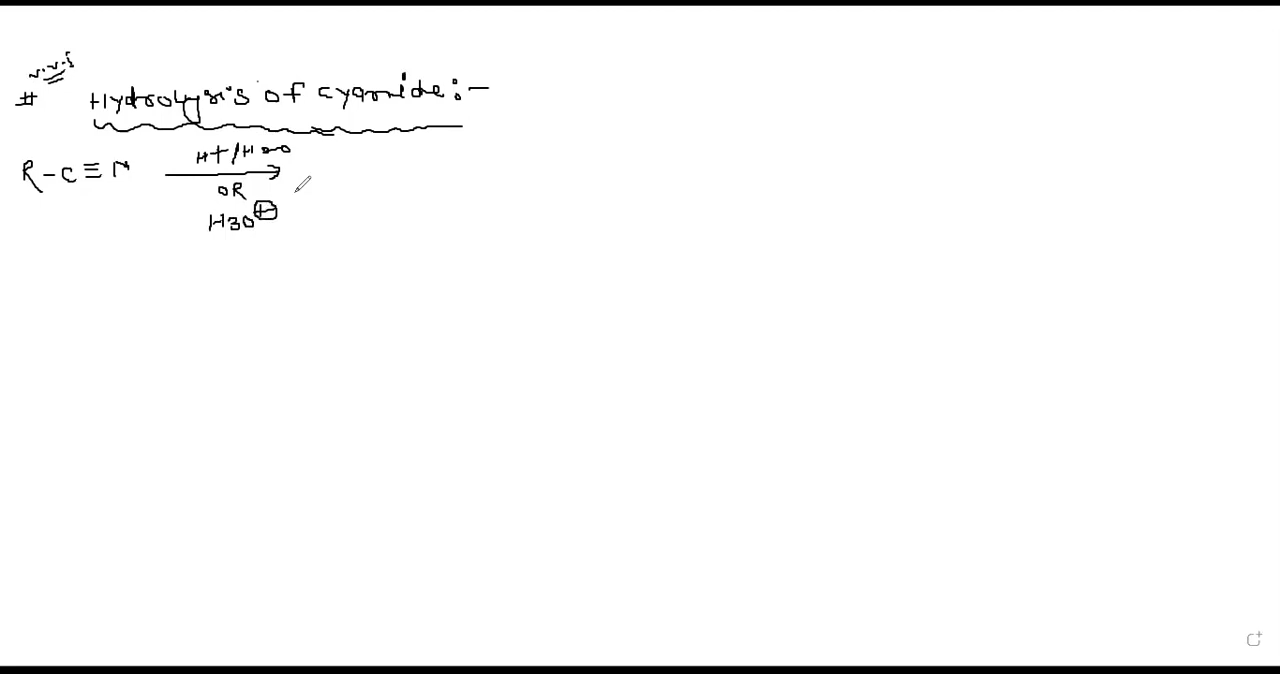 v.v.I
# Hydrolysis of cyanide:-
R-C≡N H+/H2O
OR
H3O⊕